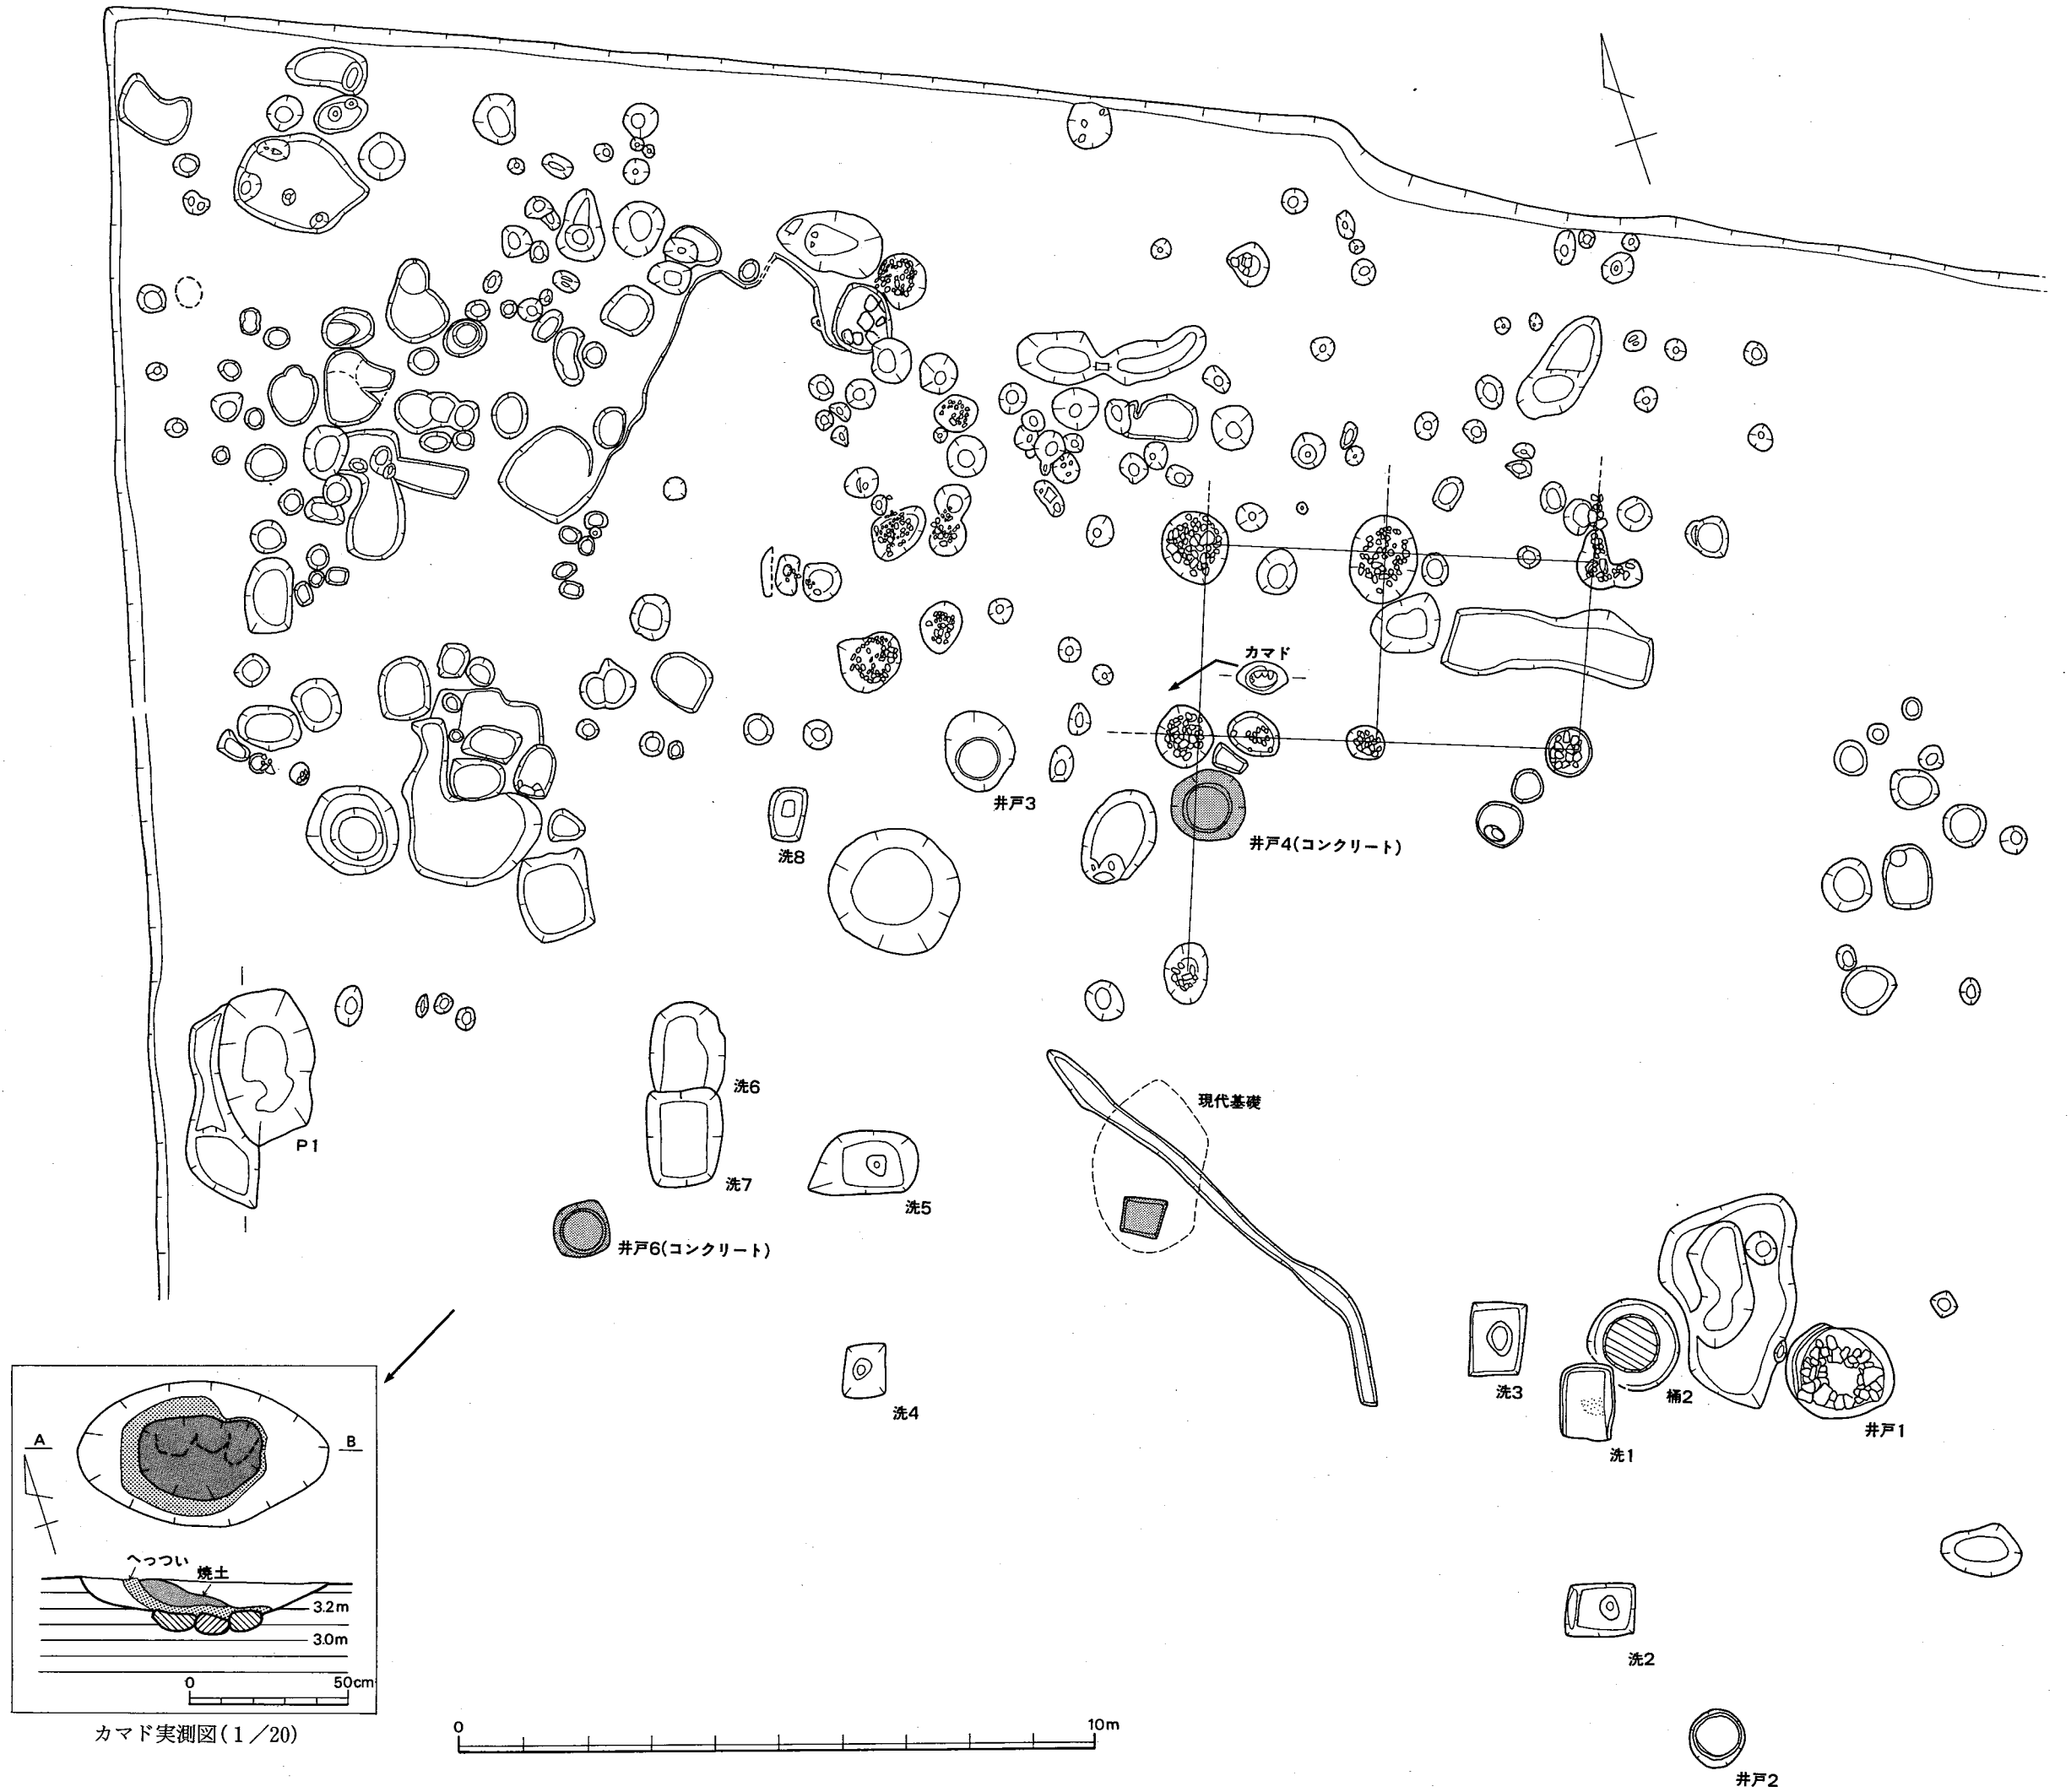 カマド
井戸3
井戸4(コンクリート)
洗8
現代基礎
洗6
P1
洗7
洗5
井戸6(コンクリート)
洗3
桶2
洗4
井戸1
洗1
A
B
へっつい
焼土
3.2m
3.0m
0
50cm
洗2
カマド実測図(1/20)
0
10m
井戸2